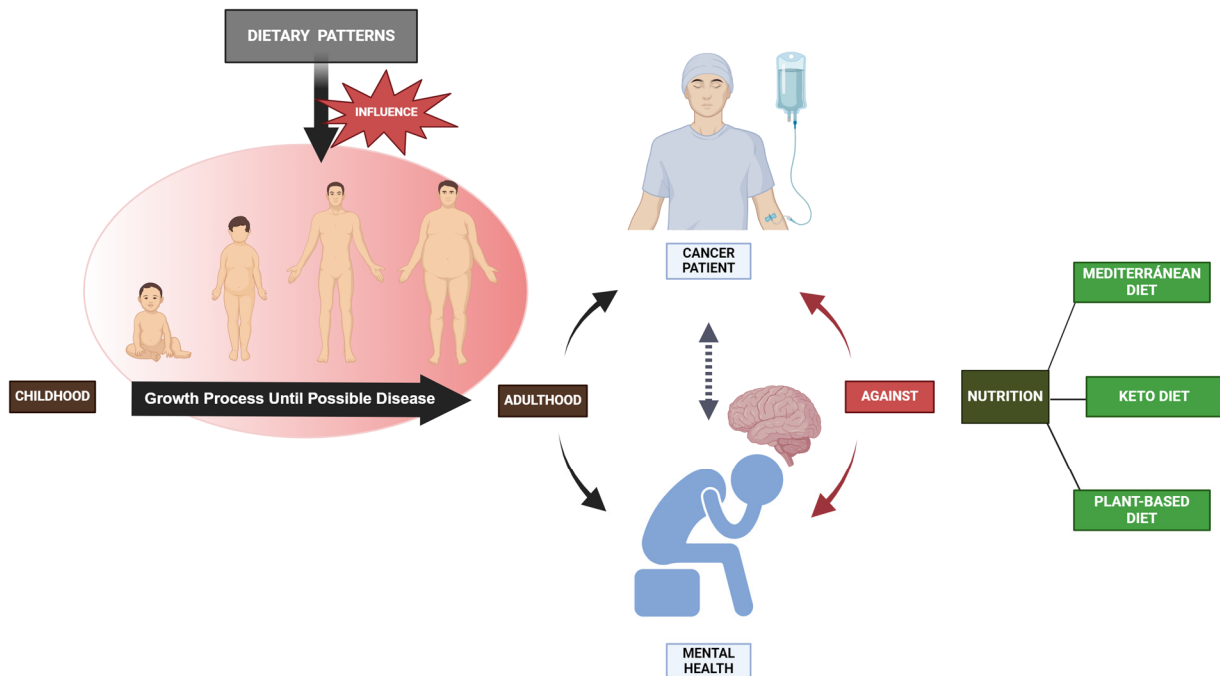 DIETARY PATTERNS
INFLUENCE
CANCER
PATIENT
MEDITERRÁNEAN
DIET
CHILDHOOD
Growth Process Until Possible Disease
ADULTHOOD
AGAINST
NUTRITION
KETO DIET
PLANT-BASED
DIET
MENTAL
HEALTH